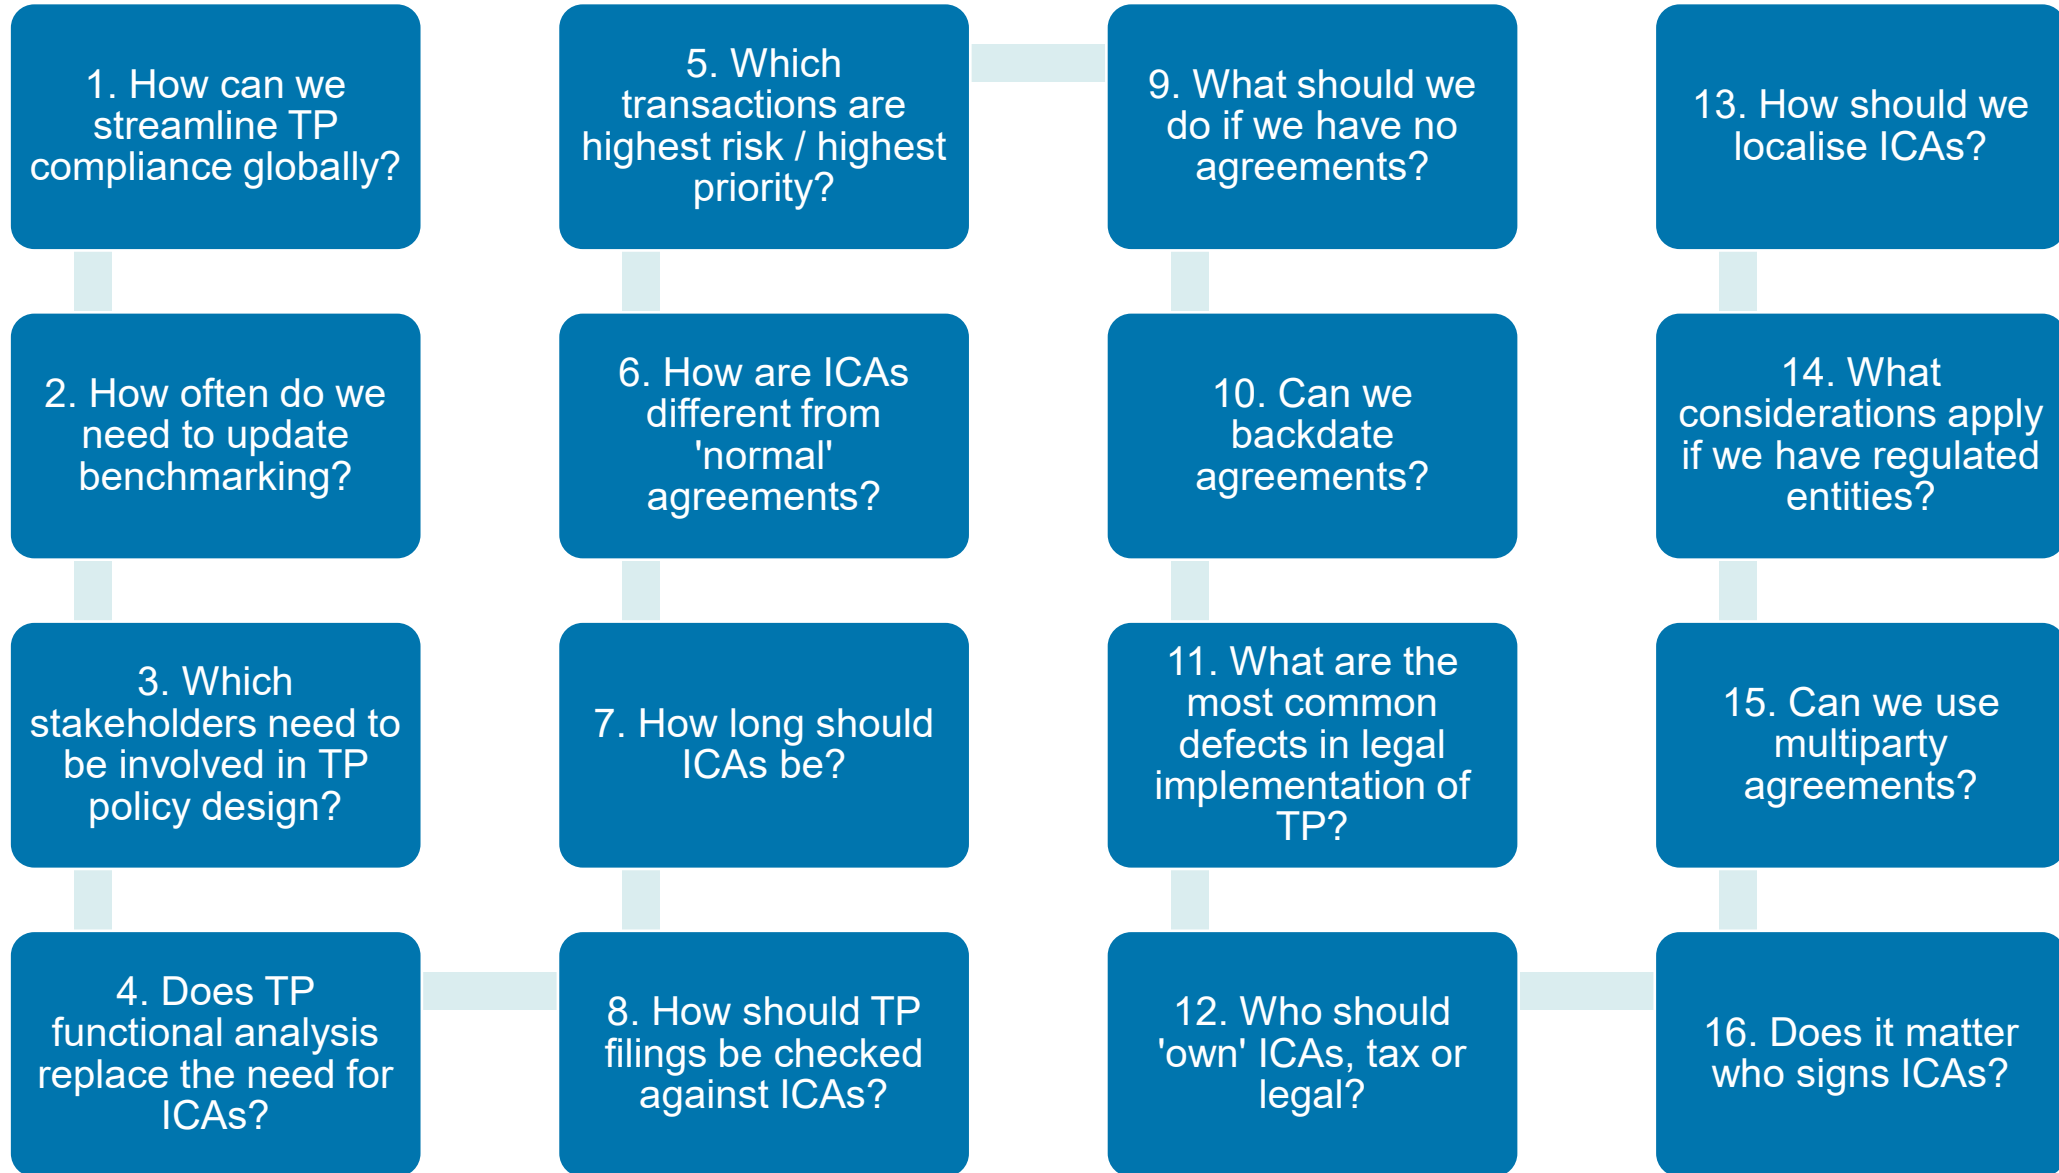 1. How can we
streamline TP
compliance globally?
2. How often do we
need to update
benchmarking?
3. Which
stakeholders need to
be involved in TP
policy design?
4. Does TP
functional analysis
replace the need for
ICAs?
5. Which
transactions are
highest risk / highest
priority?
6. How are ICAs
different from
'normal'
agreements?
7. How long should
ICAs be?
8. How should TP
filings be checked
against ICAs?
9. What should we
do if we have no
agreements?
10. Can we
backdate
agreements?
11. What are the
most common
defects in legal
implementation of
TP?
12. Who should
'own' ICAs, tax or
legal?
13. How should we
localise ICAs?
14. What
considerations apply
if we have regulated
entities?
15. Can we use
multiparty
agreements?
16. Does it matter
who signs ICAs?